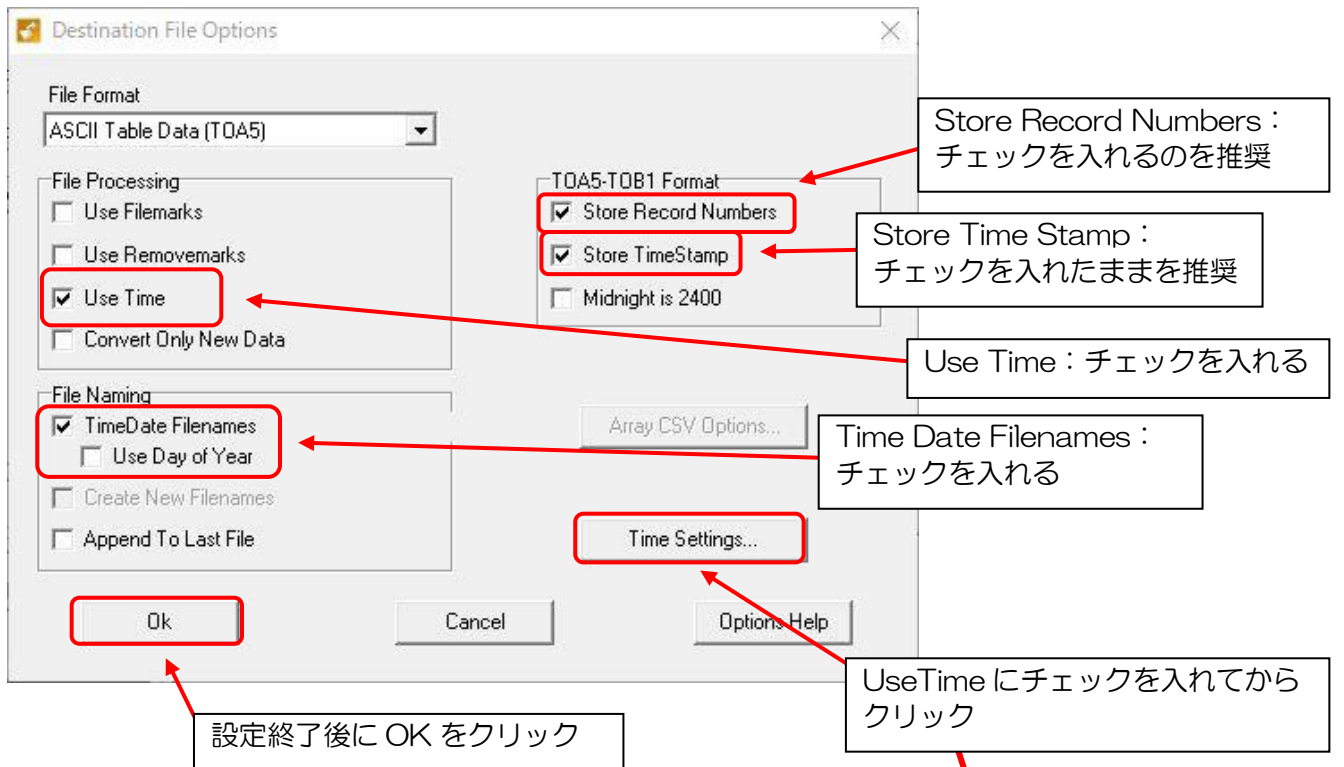 Destination File Options
File Format
ASCII Table Data (TOA5)
File Processing
Use Filemarks
Use Removemarks
Use Time
Convert Only New Data
TOA5-TOB1 Format
Store Record Numbers
Store TimeStamp
Midnight is 2400
File Naming
TimeDate Filenames
Use Day of Year
Create New Filenames
Append To Last File
Array CSV Options...
Time Settings...
Ok
Cancel
Options Help
Store Record Numbers：
チェックを入れるのを推奨
Store Time Stamp：
チェックを入れたままを推奨
Use Time：チェックを入れる
Time Date Filenames：
チェックを入れる
UseTime にチェックを入れてから
クリック
設定終了後に OK をクリック